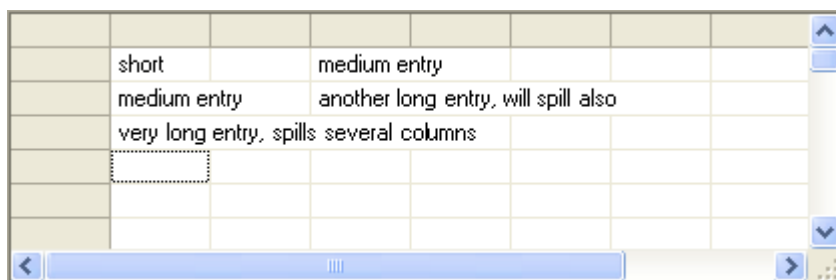 short medium entry
medium entry another long entry, will spill also
very long entry, spills several columns